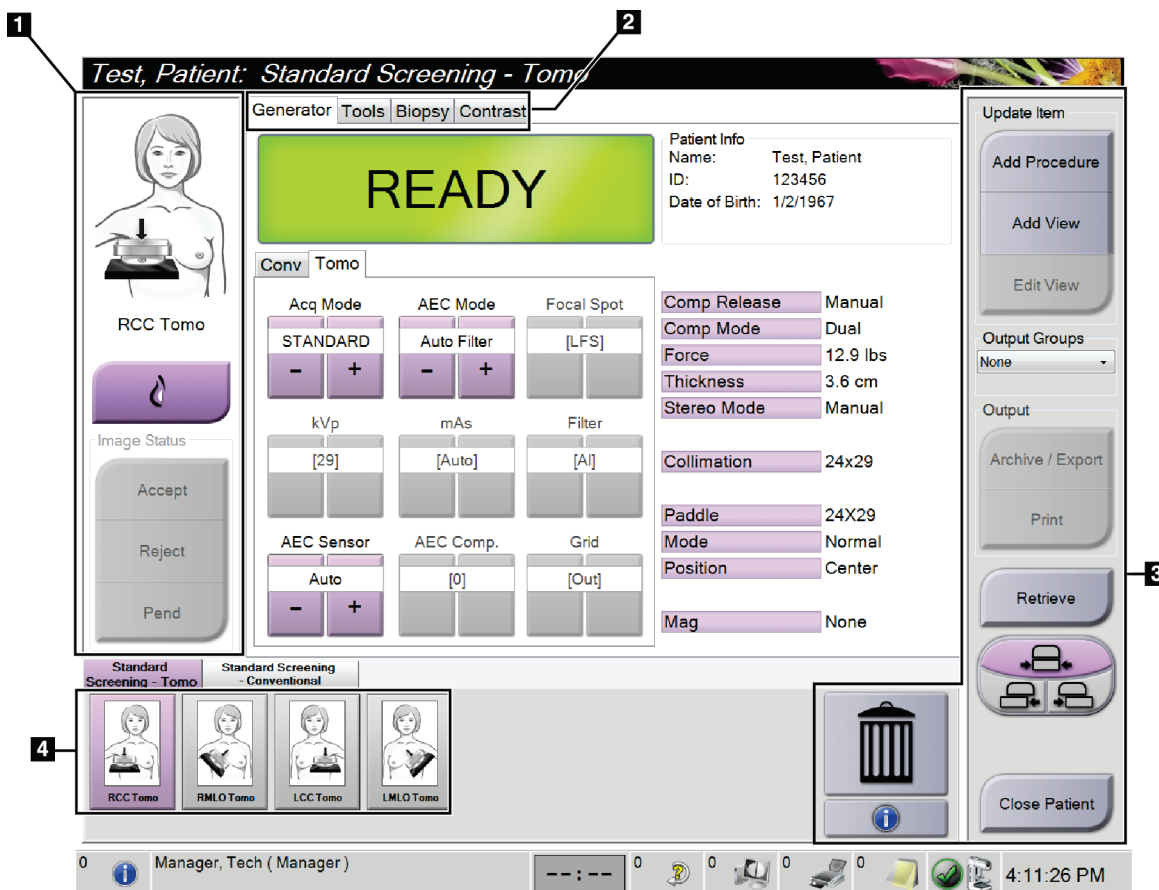 1
2
Test, Patient: Standard Screening - Tomo
Generator Tools Biopsy Contrast
READY
Patient Info
Name: Test, Patient
ID: 123456
Date of Birth: 1/2/1967
RCC Tomo
Image Status
Accept
Reject
Pend
Conv Tomo
Acq Mode AEC Mode Focal Spot
STANDARD Auto Filter [LFS]
- + - +
kVp mAs Filter
[29] [Auto] [Al]
AEC Sensor AEC Comp. Grid
Auto [0] [Out]
- +
Comp Release Manual
Comp Mode Dual
Force 12.9 lbs
Thickness 3.6 cm
Stereo Mode Manual
Collimation 24x29
Paddle 24X29
Mode Normal
Position Center
Mag None
Update Item
Add Procedure
Add View
Edit View
Output Groups
None
Output
Archive / Export
Print
3
Retrieve
Close Patient
Standard
Screening - Tomo
Standard Screening
- Conventional
4
RCC Tomo RMLO Tomo LCC Tomo LMLO Tomo
0 Manager, Tech ( Manager ) --:-- 0 0 0 0 4:11:26 PM